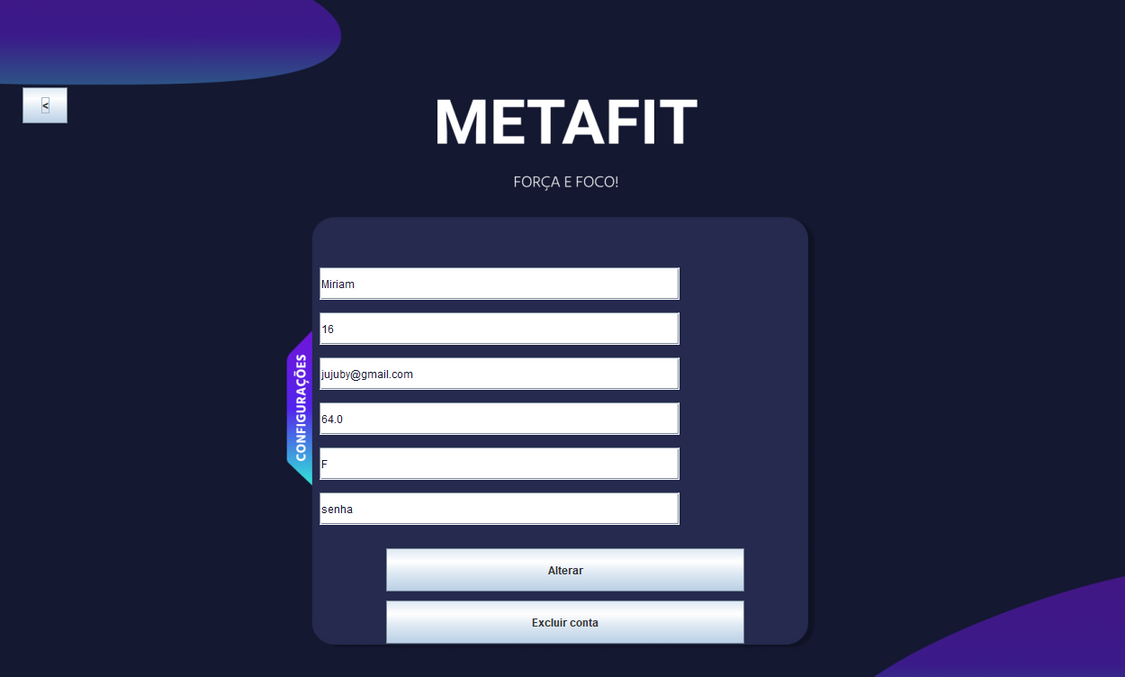 <
METAFIT
FORÇA E FOCO!
CONFIGURAÇÕES
Miriam
16
jujuby@gmail.com
64.0
F
senha
Alterar
Excluir conta